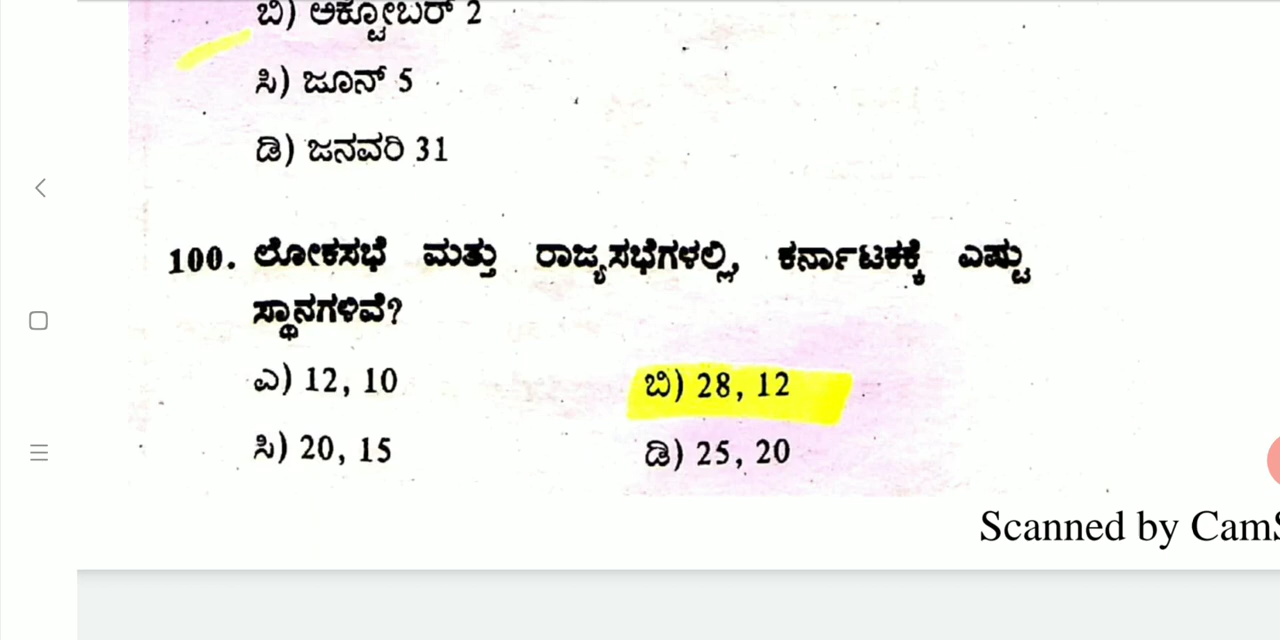 ಬಿ) ಅಕ್ಟೋಬರ್ 2
ಸಿ) ಜೂನ್ 5
ಡಿ) ಜನವರಿ 31
100. ಲೋಕಸಭೆ ಮತ್ತು ರಾಜ್ಯಸಭೆಗಳಲ್ಲಿ, ಕರ್ನಾಟಕಕ್ಕೆ ಎಷ್ಟು
ಸ್ಥಾನಗಳಿವೆ?
ಎ) 12, 10 ಬಿ) 28, 12
ಸಿ) 20, 15 ಡಿ) 25, 20
Scanned by CamS